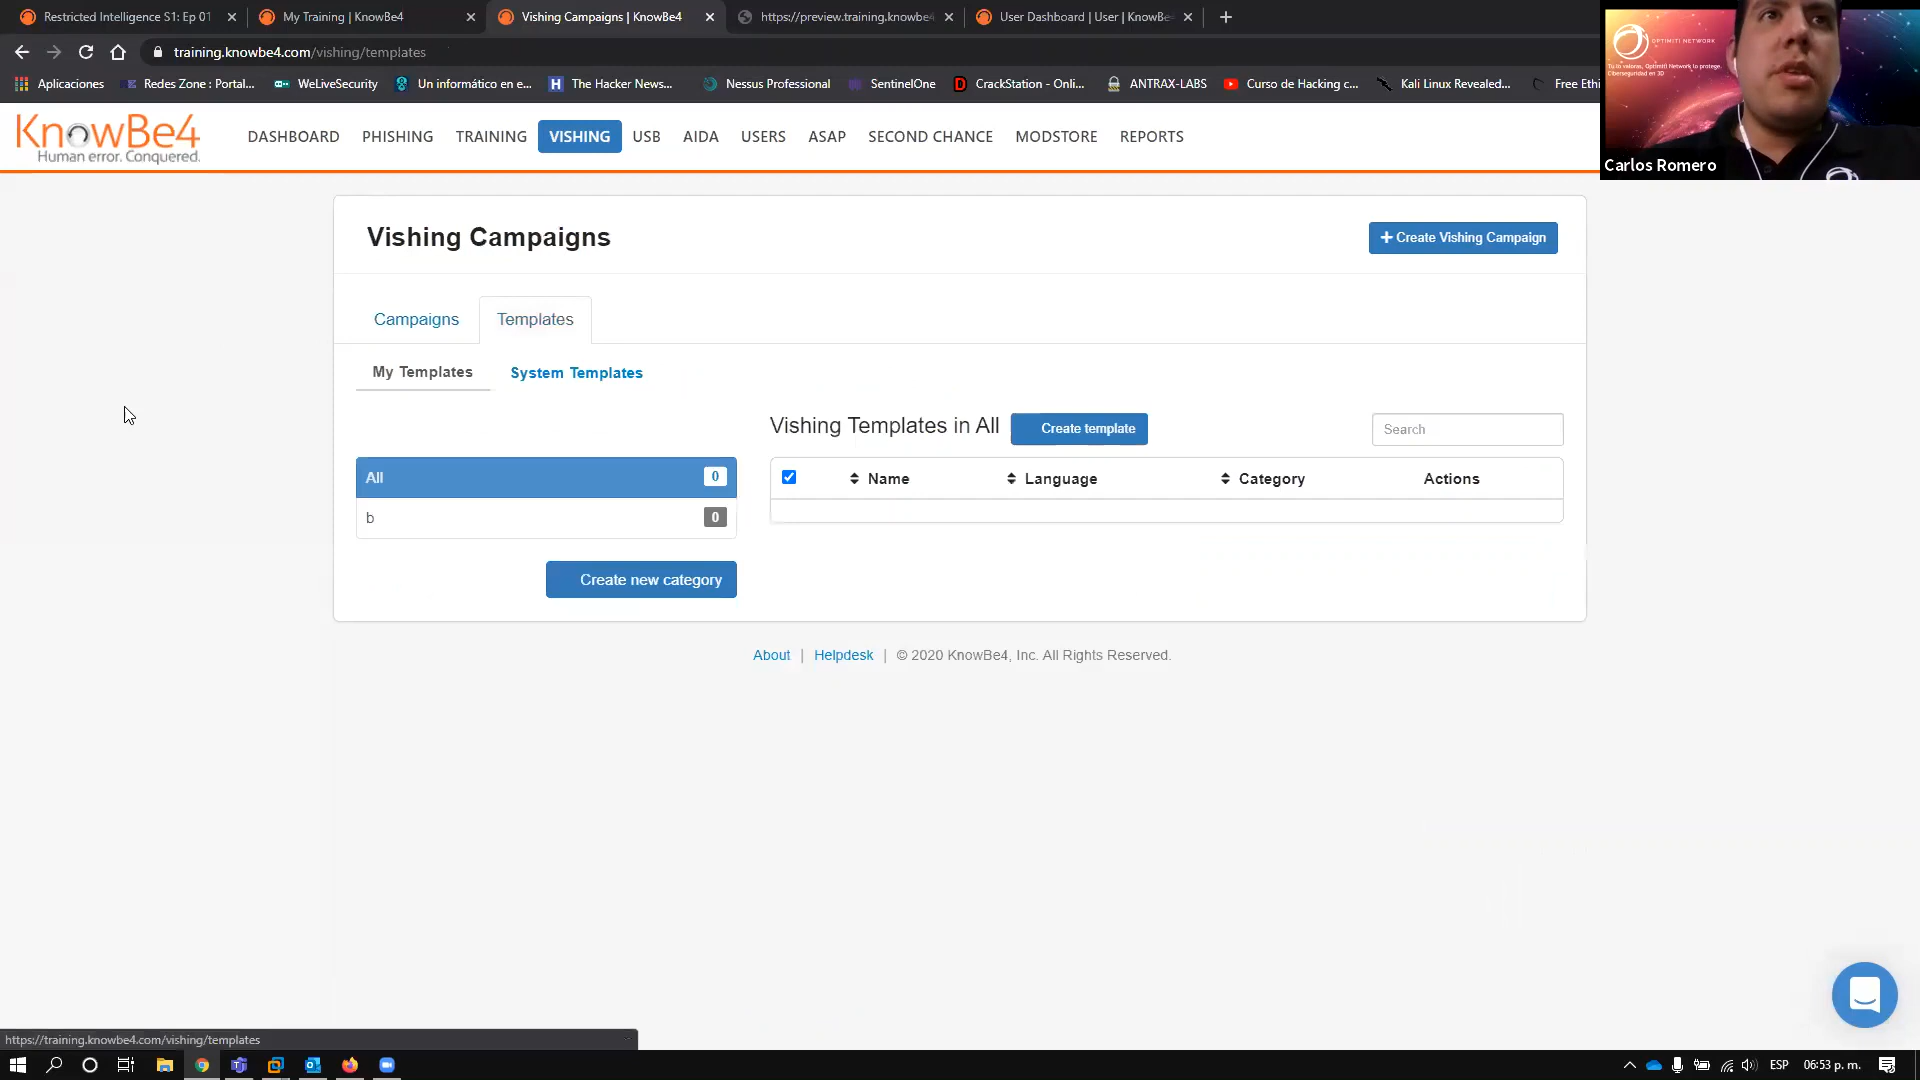 Restricted Intelligence S1: Ep 01
My Training | KnowBe4
Vishing Campaigns | KnowBe4
https://preview.training.knowbe4
User Dashboard | User | KnowBe
training.knowbe4.com/vishing/templates
Aplicaciones
Redes Zone : Portal...
WeLiveSecurity
Un informático en e...
The Hacker News...
Nessus Professional
SentinelOne
CrackStation - Onli...
ANTRAX-LABS
Curso de Hacking c...
Kali Linux Revealed...
Free Ethi
OPTIMITI NETWORK
Carlos Romero
KnowBe4
Human error. Conquered.
DASHBOARD
PHISHING
TRAINING
VISHING
USB
AIDA
USERS
ASAP
SECOND CHANCE
MODSTORE
REPORTS
Vishing Campaigns
Create Vishing Campaign
Campaigns
Templates
My Templates
System Templates
Vishing Templates in All
Create template
Search
All 0
b 0
Create new category
Name
Language
Category
Actions
About | Helpdesk | © 2020 KnowBe4, Inc. All Rights Reserved.
https://training.knowbe4.com/vishing/templates
ESP
06:53 p. m.